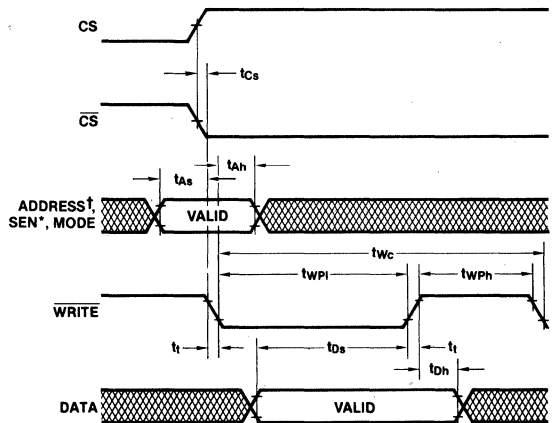 CS
tCs
CS
tAh
tAs
ADDRESS†,
SEN*, MODE
VALID
tWc
tWPl
tWPh
WRITE
tt
tDs
tt
tDh
DATA
VALID